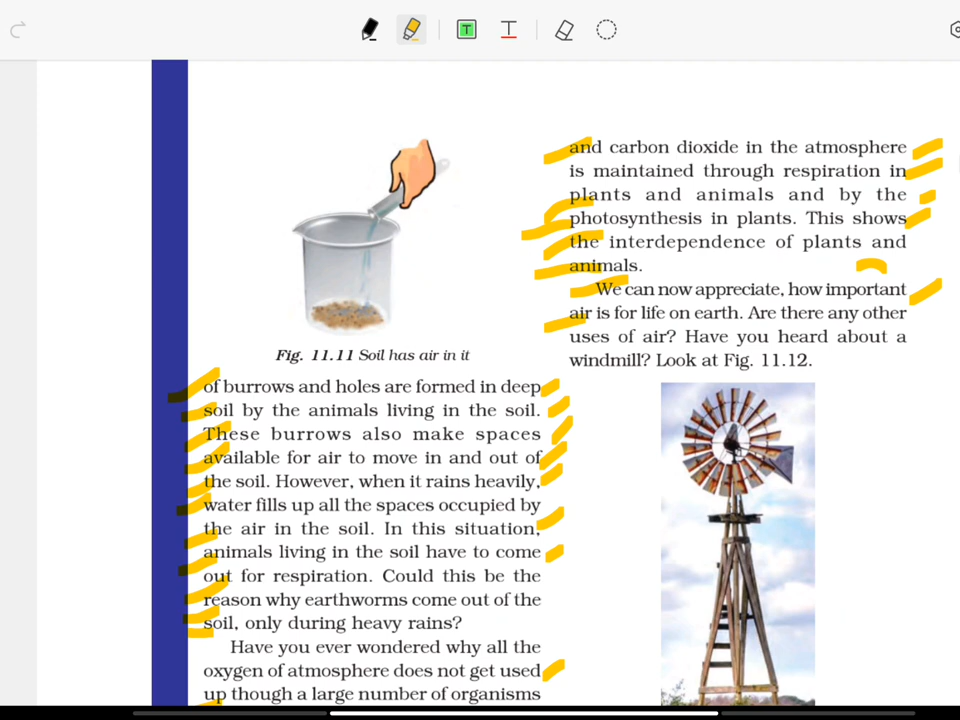 Fig. 11.11 Soil has air in it
of burrows and holes are formed in deep
soil by the animals living in the soil.
These burrows also make spaces
available for air to move in and out of
the soil. However, when it rains heavily,
water fills up all the spaces occupied by
the air in the soil. In this situation,
animals living in the soil have to come
out for respiration. Could this be the
reason why earthworms come out of the
soil, only during heavy rains?
Have you ever wondered why all the
oxygen of atmosphere does not get used
up though a large number of organisms
and carbon dioxide in the atmosphere
is maintained through respiration in
plants and animals and by the
photosynthesis in plants. This shows
the interdependence of plants and
animals.
We can now appreciate, how important
air is for life on earth. Are there any other
uses of air? Have you heard about a
windmill? Look at Fig. 11.12.